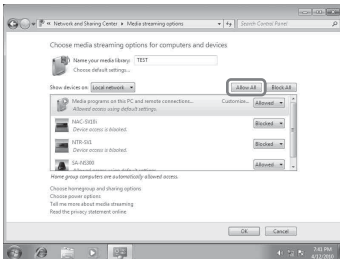 « Network and Sharing Center ▸ Media streaming options
Search Control Panel
Choose media streaming options for computers and devices
Name your media library: TEST
Choose default settings...
Show devices on: Local network
Allow All
Block All
Media programs on this PC and remote connections...
Customize...
Allowed
Allowed access using default settings.
NAC-SV10i
Blocked
Device access is blocked.
Blocked
Device access is blocked.
SA-NS300
Allowed
Home group computers are automatically allowed access.
Choose homegroup and sharing options
Choose power options
Tell me more about media streaming
Read the privacy statement online
OK
Cancel
7:41 PM
4/12/2010